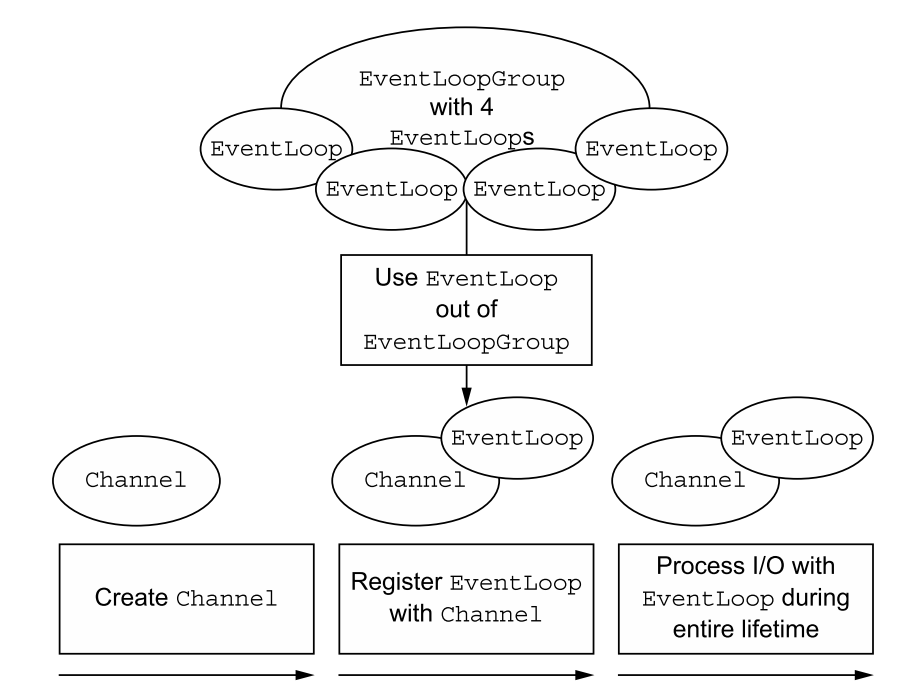 EventLoopGroup
with 4
EventLoops
EventLoop
EventLoop
EventLoop
EventLoop
Use EventLoop
out of
EventLoopGroup
EventLoop
EventLoop
Channel
Channel
Channel
Create Channel
Register EventLoop
with Channel
Process I/O with
EventLoop during
entire lifetime